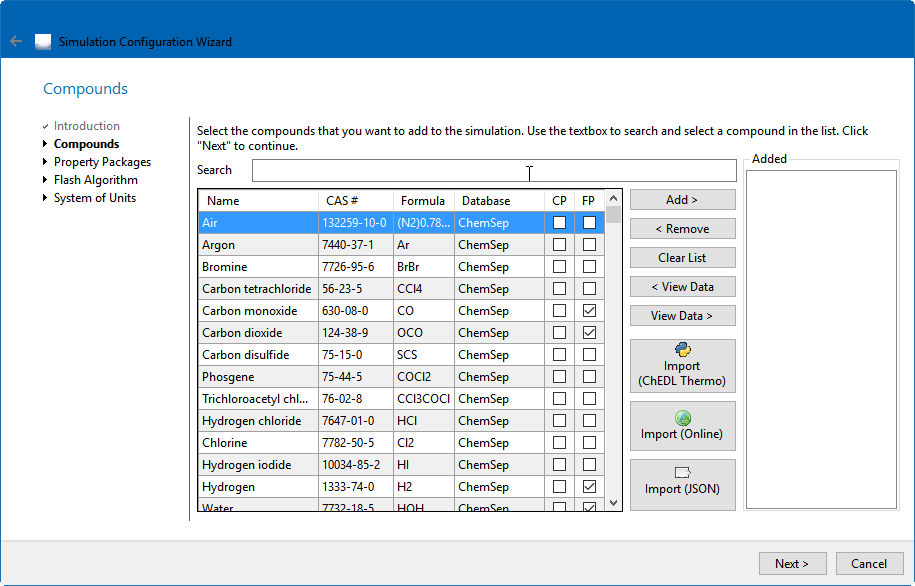 Simulation Configuration Wizard
Compounds
Introduction
Compounds
Property Packages
Flash Algorithm
System of Units
Select the compounds that you want to add to the simulation. Use the textbox to search and select a compound in the list. Click
"Next" to continue.
Search
Added
Name CAS # Formula Database CP FP
Air 132259-10-0 (N2)0.78... ChemSep
Argon 7440-37-1 Ar ChemSep
Bromine 7726-95-6 BrBr ChemSep
Carbon tetrachloride 56-23-5 CCl4 ChemSep
Carbon monoxide 630-08-0 CO ChemSep
Carbon dioxide 124-38-9 OCO ChemSep
Carbon disulfide 75-15-0 SCS ChemSep
Phosgene 75-44-5 COCl2 ChemSep
Trichloroacetyl chl... 76-02-8 CCl3COCl ChemSep
Hydrogen chloride 7647-01-0 HCl ChemSep
Chlorine 7782-50-5 Cl2 ChemSep
Hydrogen iodide 10034-85-2 HI ChemSep
Hydrogen 1333-74-0 H2 ChemSep
Water 7732-18-5 HOH ChemSep
Add >
< Remove
Clear List
< View Data
View Data >
Import
(ChEDL Thermo)
Import (Online)
Import (JSON)
Next >
Cancel